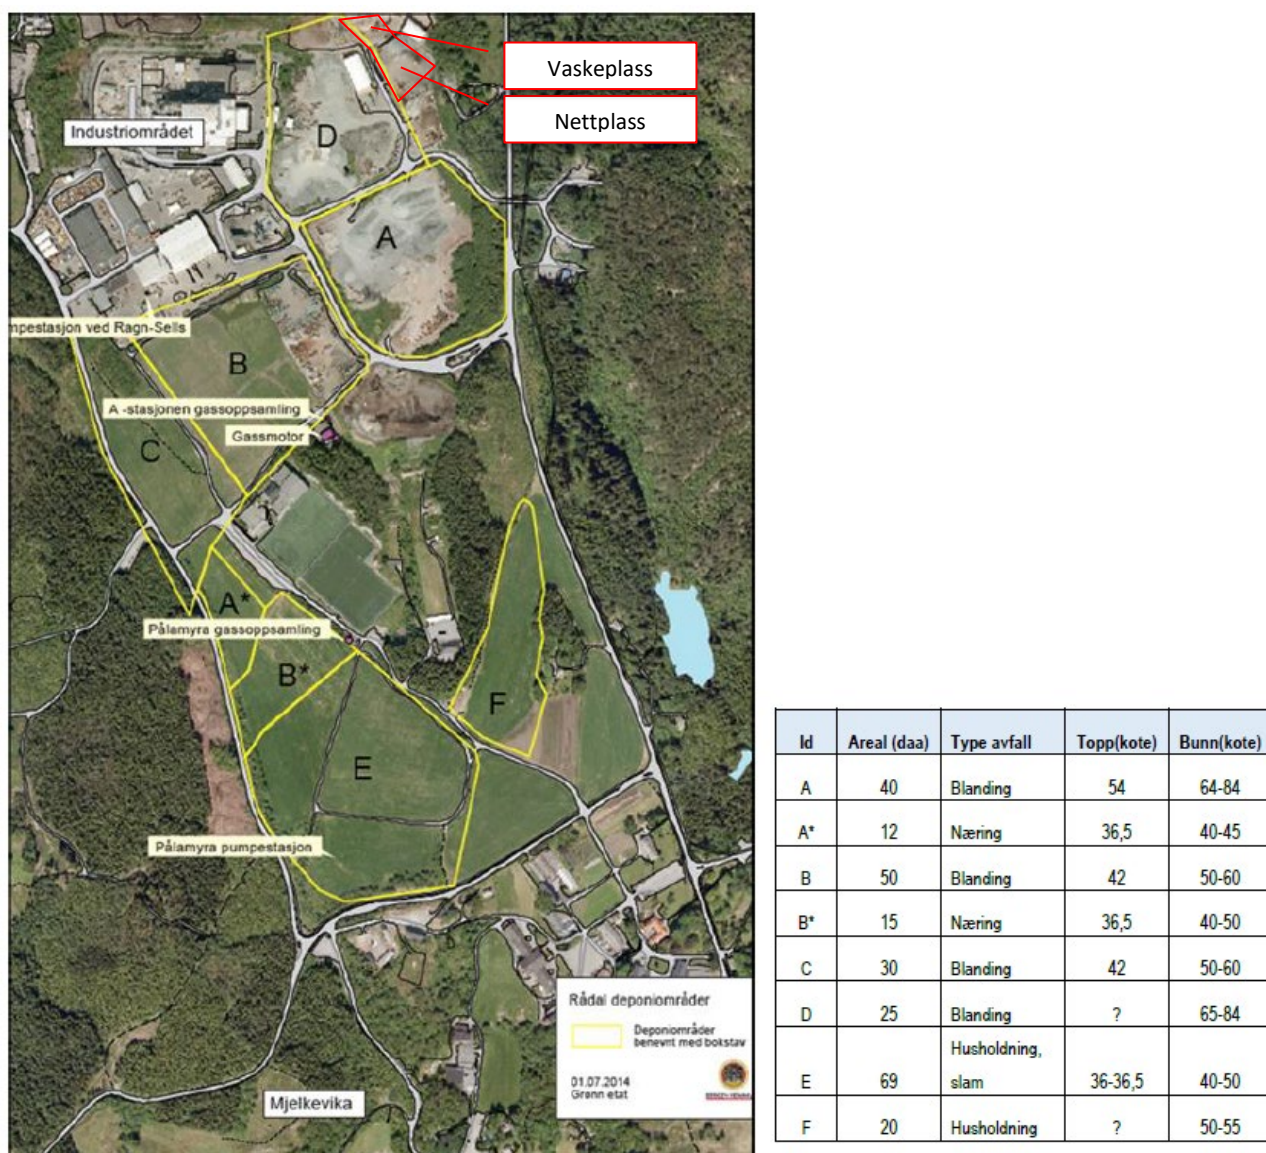 Vaskeplass
Nettplass
Industriområdet
D
A
mpestasjon ved Ragn-Sells
B
A -stasjonen gassoppsamling
Gassmotor
C
A*
Pålamyra gassoppsamling
B*
F
E
Pålamyra pumpestasjon
Mjelkevika
Rådal deponiområder
Deponiområder
benevnt med bokstav
01.07.2014
Grønn etat
Id Areal (daa) Type avfall Topp(kote) Bunn(kote)
A 40 Blanding 54 64-84
A* 12 Næring 36,5 40-45
B 50 Blanding 42 50-60
B* 15 Næring 36,5 40-50
C 30 Blanding 42 50-60
D 25 Blanding ? 65-84
E 69 Husholdning, slam 36-36,5 40-50
F 20 Husholdning ? 50-55